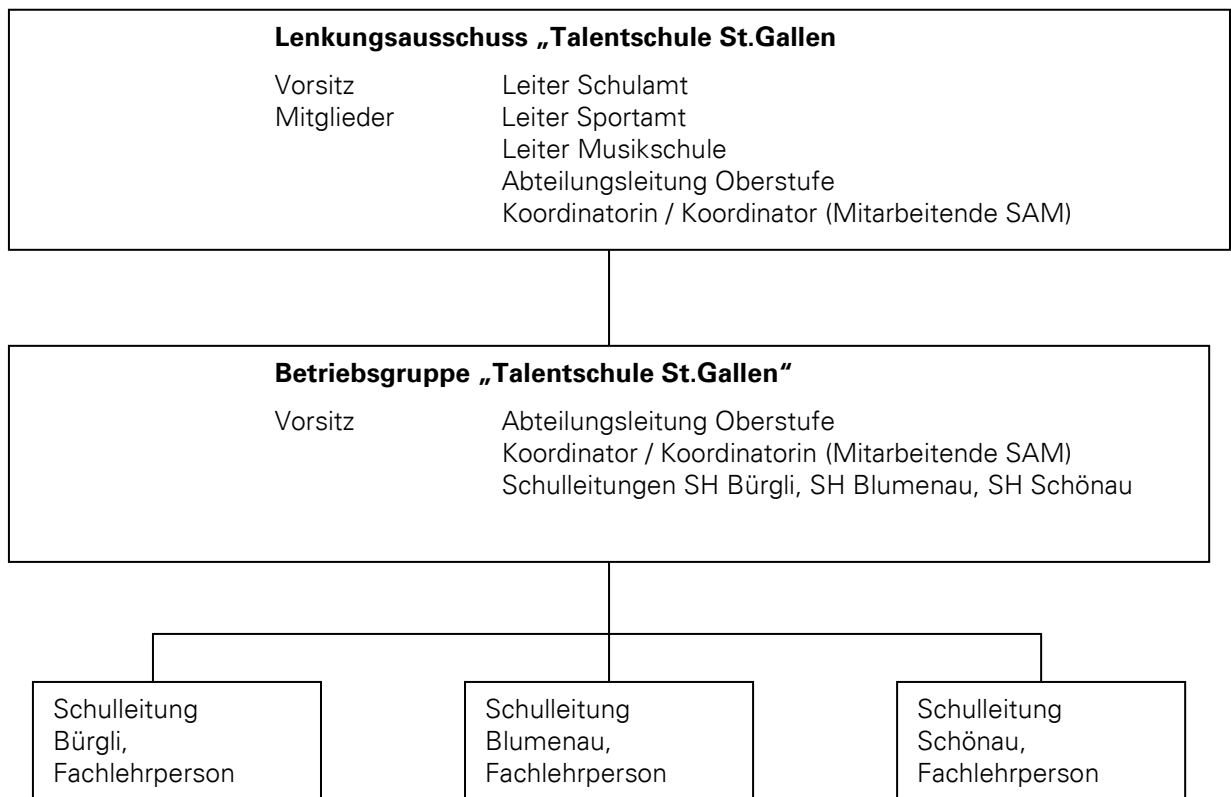 Lenkungsausschuss „Talentschule St.Gallen
Vorsitz Leiter Schulamt
Mitglieder Leiter Sportamt
Leiter Musikschule
Abteilungsleitung Oberstufe
Koordinatorin / Koordinator (Mitarbeitende SAM)
Betriebsgruppe „Talentschule St.Gallen“
Vorsitz Abteilungsleitung Oberstufe
Koordinator / Koordinatorin (Mitarbeitende SAM)
Schulleitungen SH Bürgli, SH Blumenau, SH Schönau
Schulleitung
Bürgli,
Fachlehrperson
Schulleitung
Blumenau,
Fachlehrperson
Schulleitung
Schönau,
Fachlehrperson